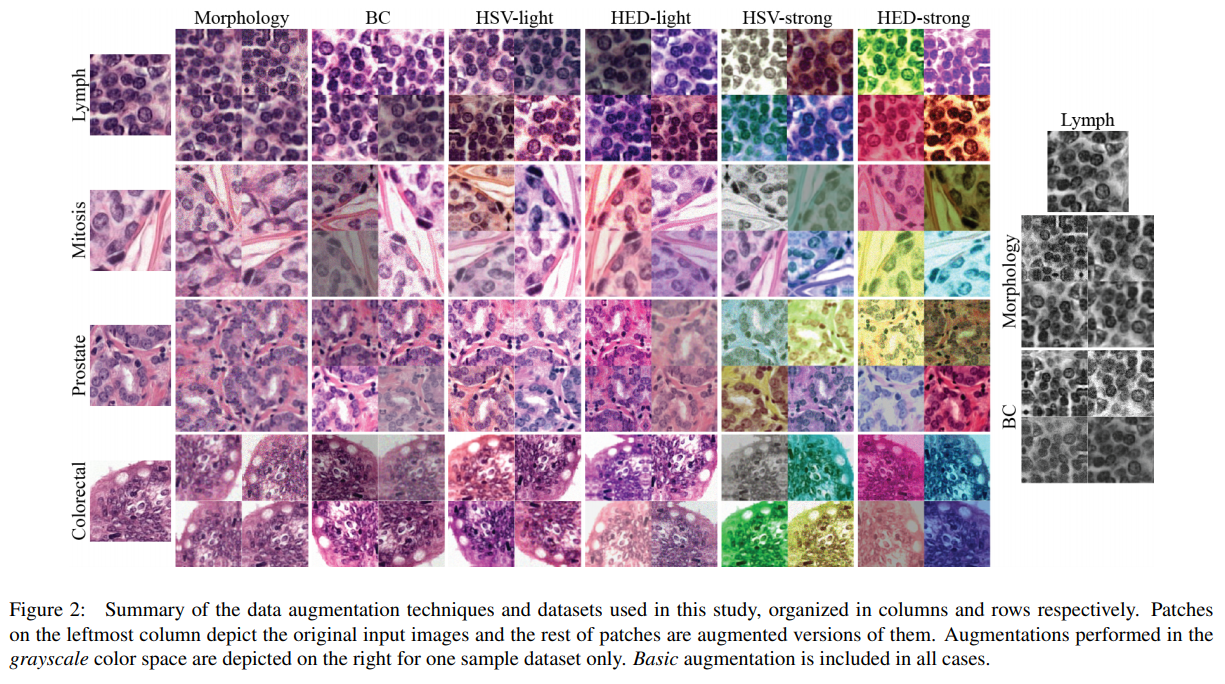 Morphology BC HSV-light HED-light HSV-strong HED-strong
Lymph
Mitosis
Prostate
Colorectal
Lymph
Morphology
BC
Figure 2: Summary of the data augmentation techniques and datasets used in this study, organized in columns and rows respectively. Patches
on the leftmost column depict the original input images and the rest of patches are augmented versions of them. Augmentations performed in the
grayscale color space are depicted on the right for one sample dataset only. Basic augmentation is included in all cases.